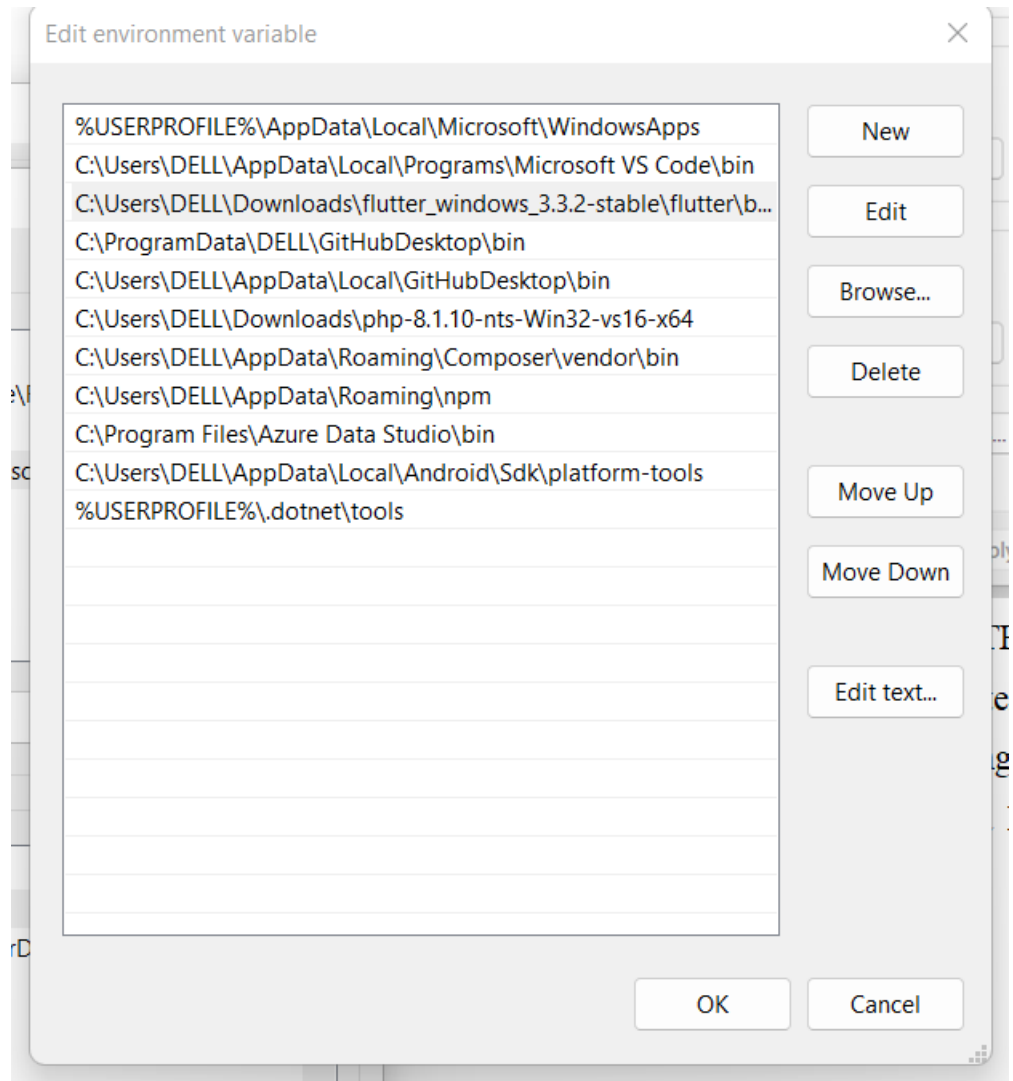 Edit environment variable
%USERPROFILE%\AppData\Local\Microsoft\WindowsApps
New
C:\Users\DELL\AppData\Local\Programs\Microsoft VS Code\bin
C:\Users\DELL\Downloads\flutter_windows_3.3.2-stable\flutter\b...
Edit
C:\ProgramData\DELL\GitHubDesktop\bin
C:\Users\DELL\AppData\Local\GitHubDesktop\bin
Browse...
C:\Users\DELL\Downloads\php-8.1.10-nts-Win32-vs16-x64
C:\Users\DELL\AppData\Roaming\Composer\vendor\bin
Delete
C:\Users\DELL\AppData\Roaming\npm
C:\Program Files\Azure Data Studio\bin
C:\Users\DELL\AppData\Local\Android\Sdk\platform-tools
Move Up
%USERPROFILE%\.dotnet\tools
Move Down
Edit text...
OK
Cancel